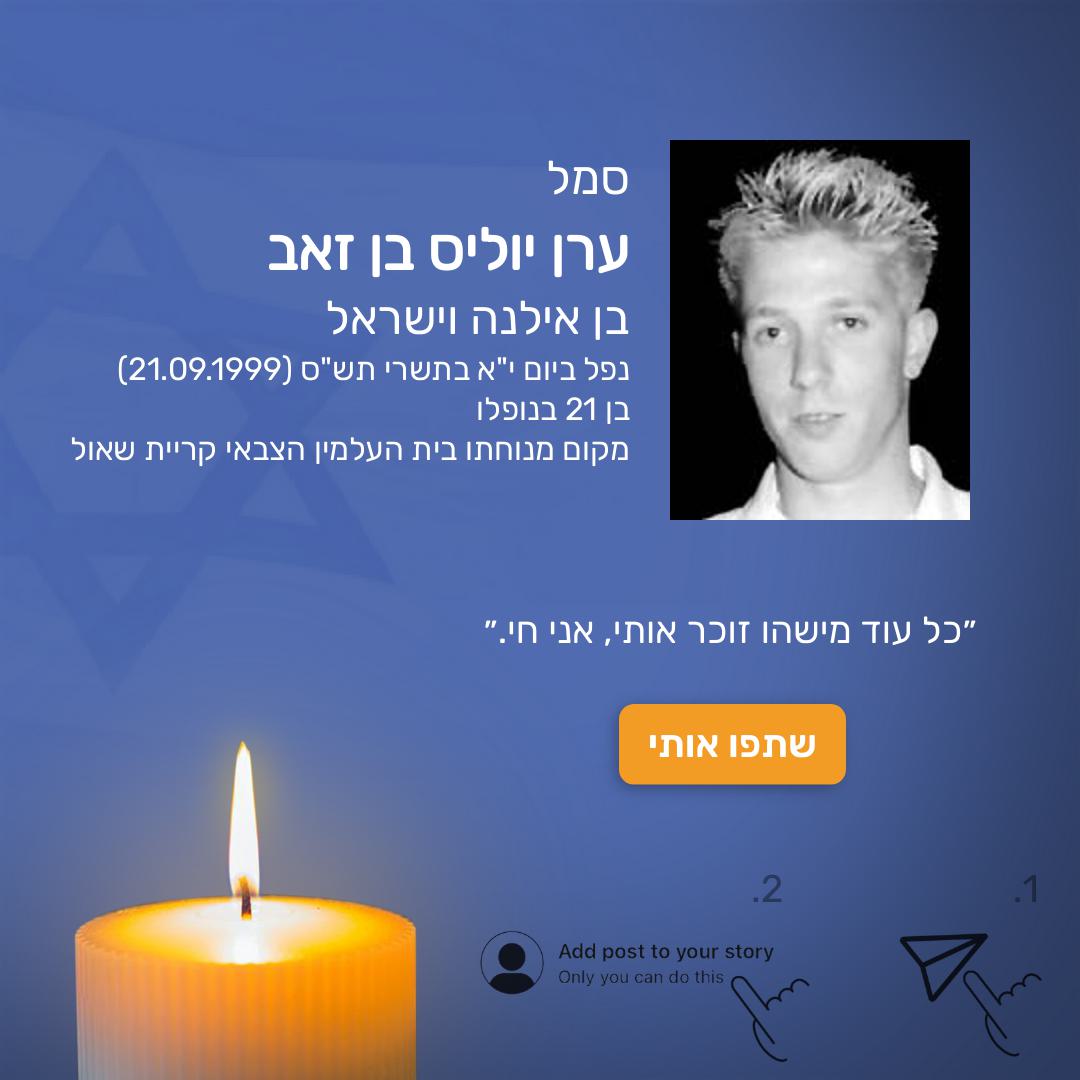 סמל
ערן יוליס בן זאב
בן אילנה וישראל
נפל ביום י"א בתשרי תש"ס (21.09.1999)
בן 21 בנופלו
מקום מנוחתו בית העלמין הצבאי קריית שאול
״כל עוד מישהו זוכר אותי, אני חי.״
שתפו אותי
1.
2.
Add post to your story
Only you can do this